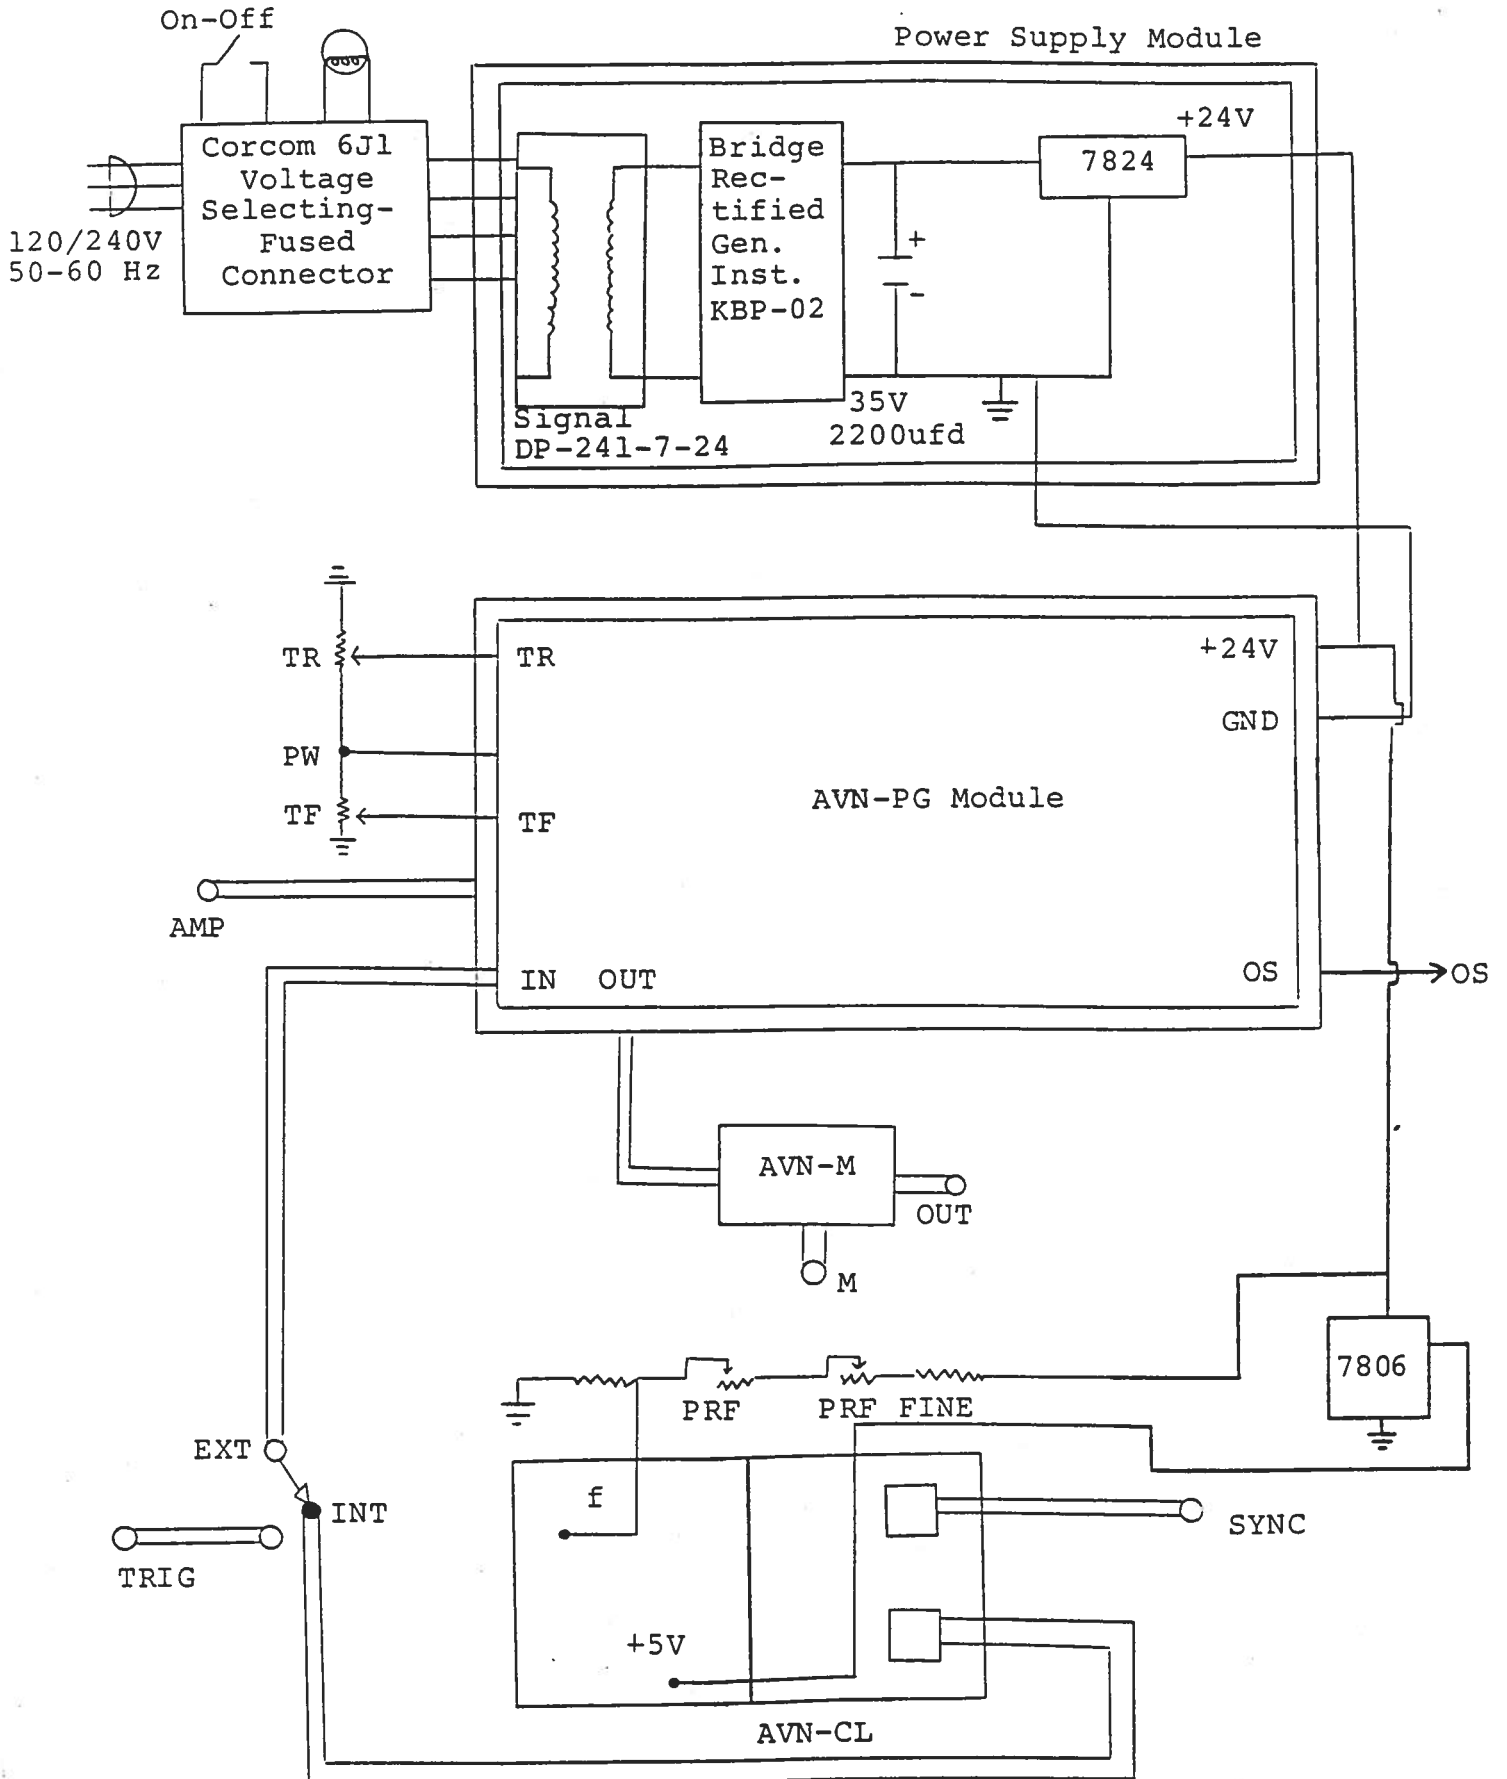 On-Off
Power Supply Module
Corcom 6J1
Voltage
Selecting-
Fused
Connector
120/240V
50-60 Hz
Bridge
Rec-
tified
Gen.
Inst.
KBP-02
+24V
7824
+
-
35V
2200ufd
Signal
DP-241-7-24
TR
TR
+24V
GND
PW
AVN-PG Module
TF
TF
AMP
IN
OUT
OS
OS
AVN-M
OUT
M
7806
PRF
PRF FINE
EXT
f
INT
SYNC
TRIG
+5V
AVN-CL